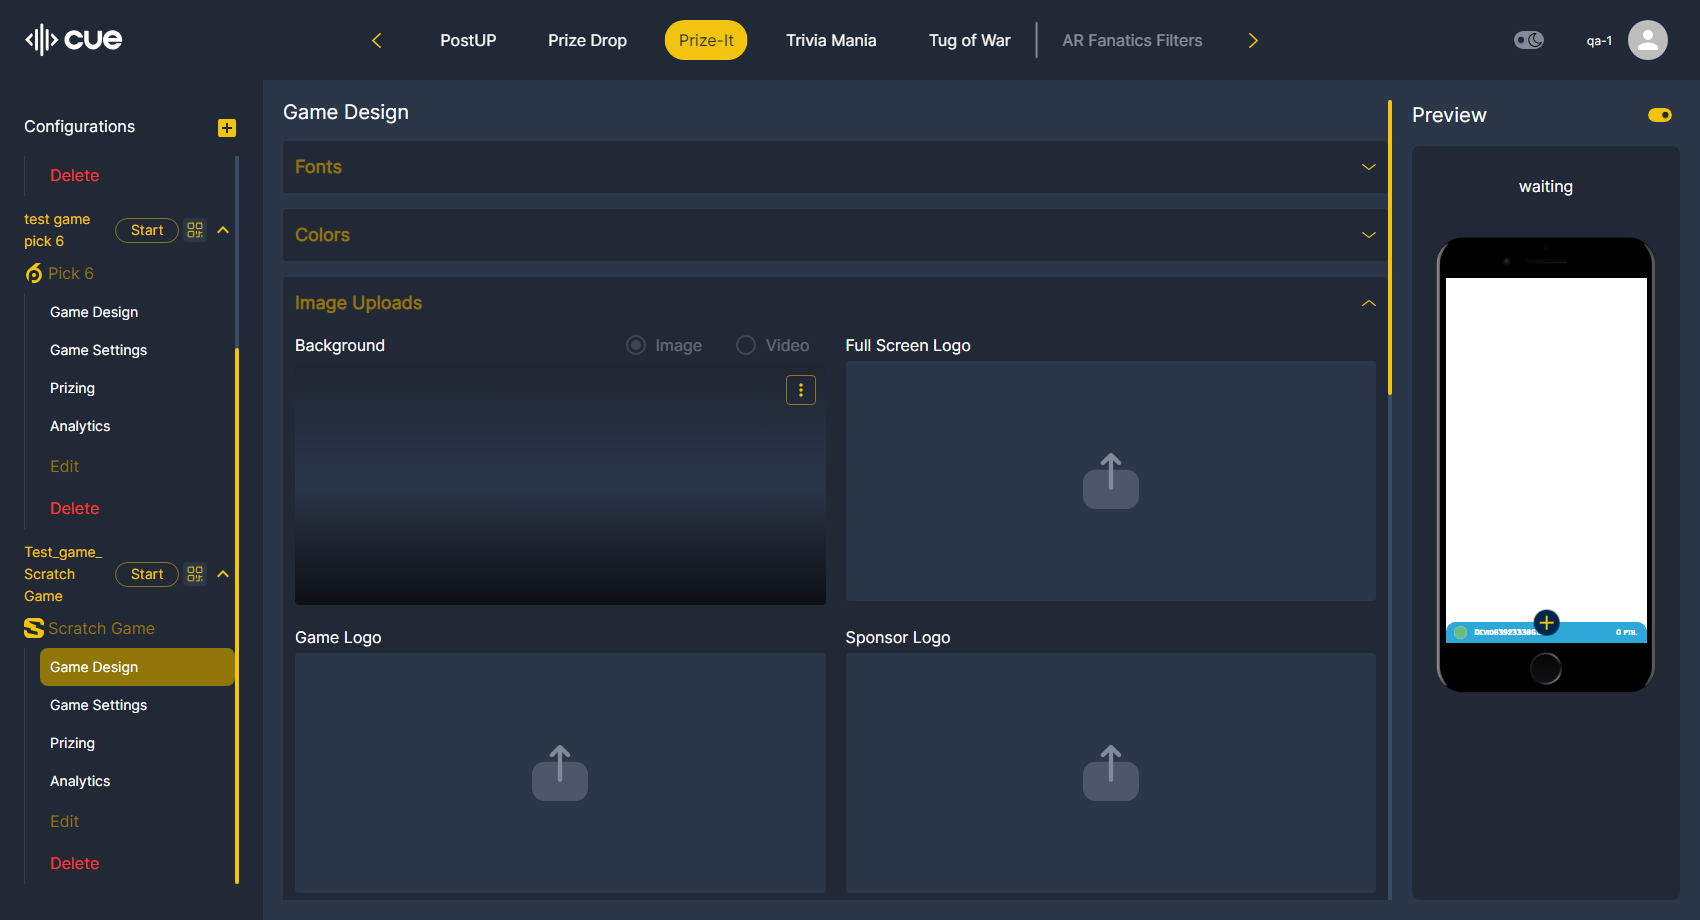 cue
PostUP
Prize Drop
Prize-It
Trivia Mania
Tug of War
AR Fanatics Filters
qa-1
Configurations
Delete
test game
pick 6
Start
Pick 6
Game Design
Game Settings
Prizing
Analytics
Edit
Delete
Test_game_
Scratch
Game
Start
Scratch Game
Game Design
Game Settings
Prizing
Analytics
Edit
Delete
Game Design
Fonts
Colors
Image Uploads
Background
Image
Video
Full Screen Logo
Game Logo
Sponsor Logo
Preview
waiting
0 PTS.